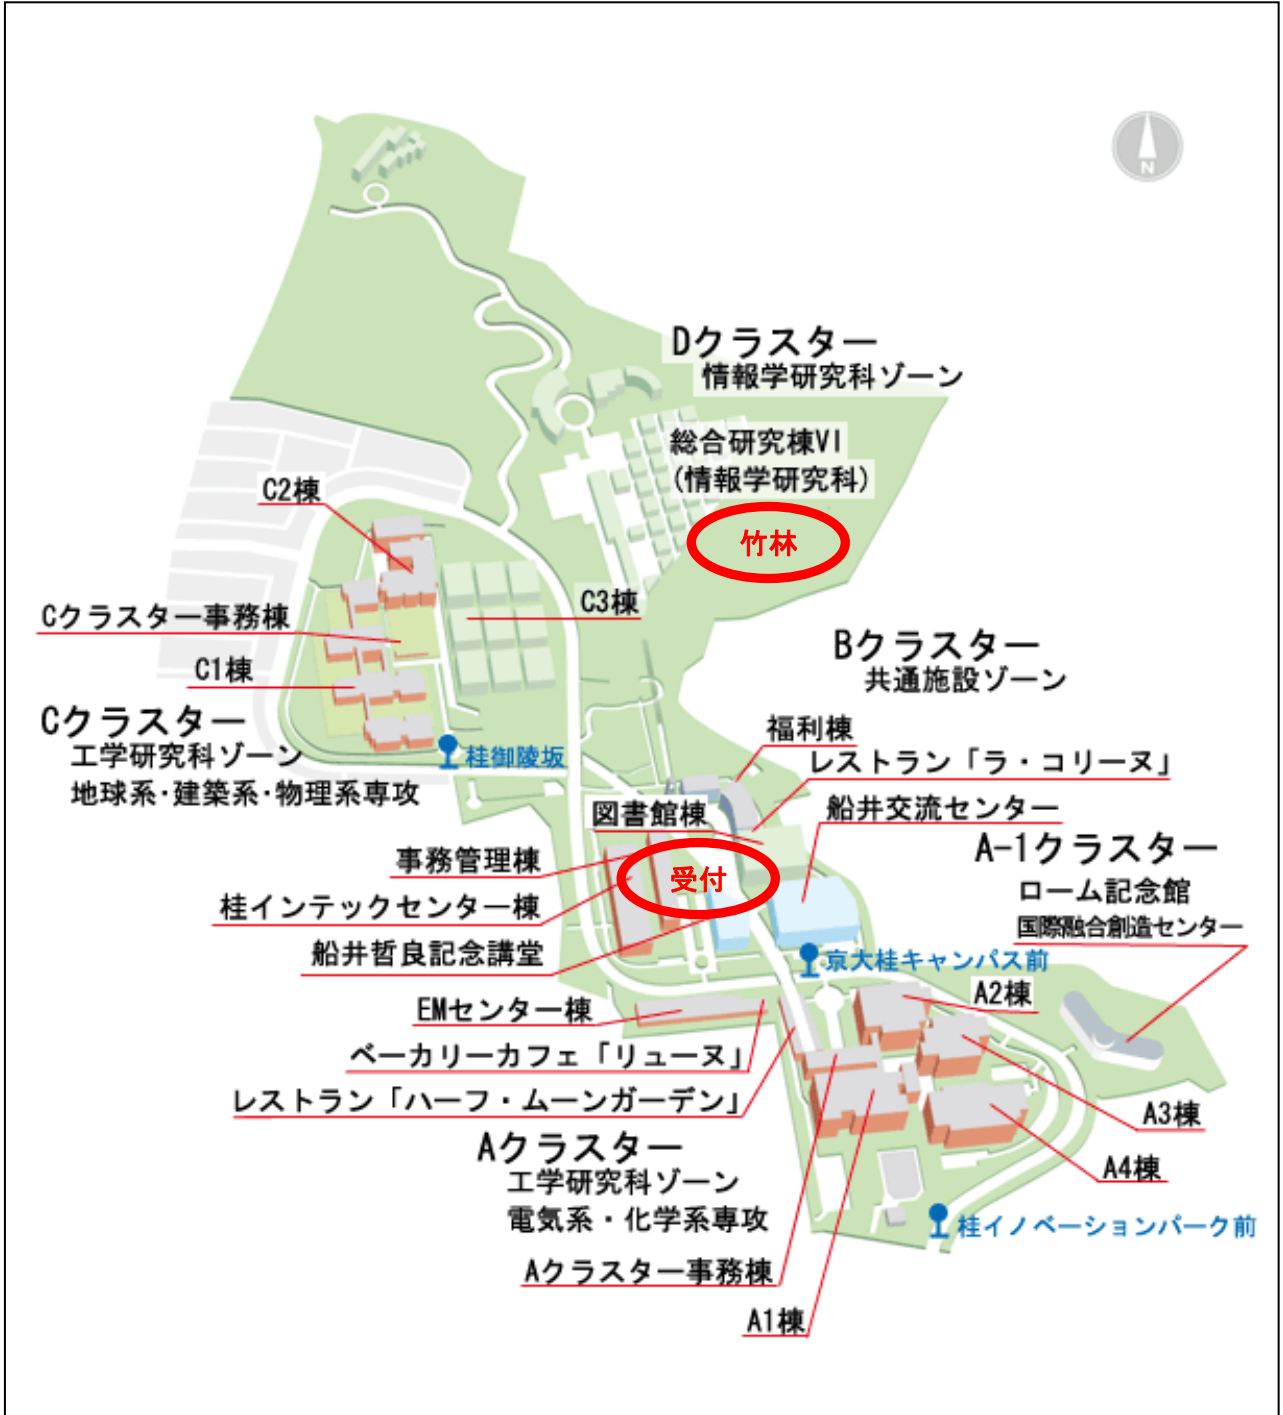 N
Dクラスター
情報学研究科ゾーン
総合研究棟VI
(情報学研究科)
竹林
C2棟
C3棟
Cクラスター事務棟
C1棟
Cクラスター
工学研究科ゾーン
地球系・建築系・物理系専攻
桂御陵坂
Bクラスター
共通施設ゾーン
福利棟
レストラン「ラ・コリーヌ」
図書館棟
船井交流センター
事務管理棟
受付
桂インテックセンター棟
船井哲良記念講堂
A-1クラスター
ローム記念館
国際融合創造センター
京大桂キャンパス前
EMセンター棟
ベーカリーカフェ「リューヌ」
レストラン「ハーフ・ムーンガーデン」
A2棟
A3棟
A4棟
Aクラスター
工学研究科ゾーン
電気系・化学系専攻
桂イノベーションパーク前
Aクラスター事務棟
A1棟